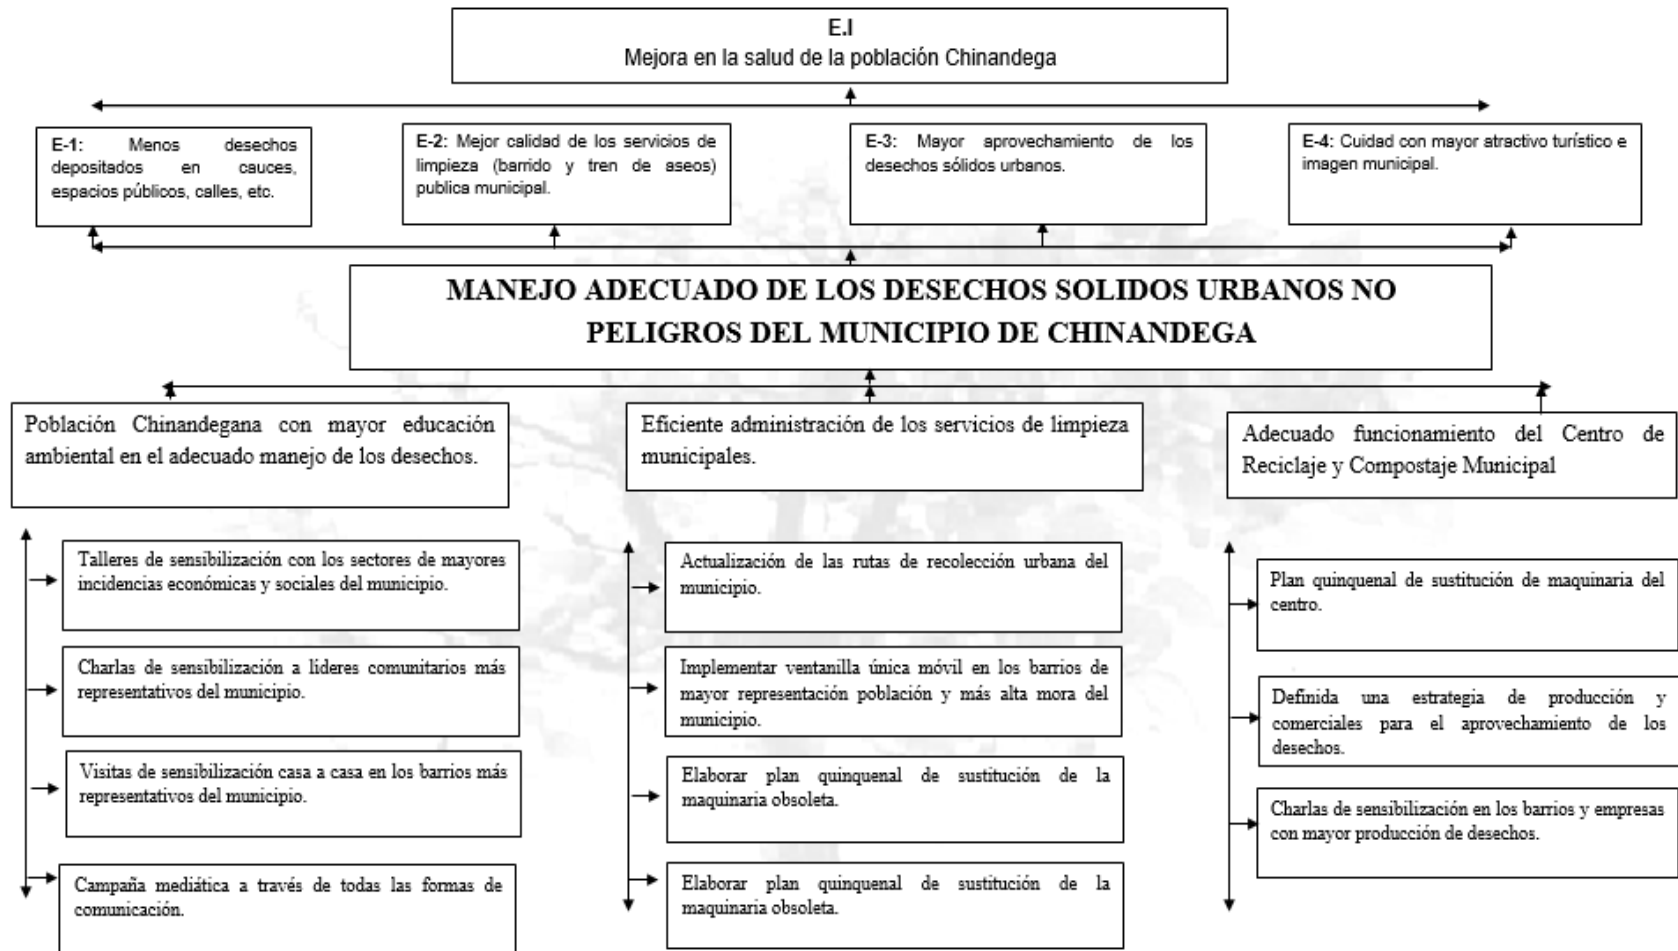 E.I
Mejora en la salud de la población Chinandega
E-1: Menos desechos
depositados en cauces,
espacios públicos, calles, etc.
E-2: Mejor calidad de los servicios de
limpieza (barrido y tren de aseos)
publica municipal.
E-3: Mayor aprovechamiento de los
desechos sólidos urbanos.
E-4: Cuidad con mayor atractivo turístico e
imagen municipal.
MANEJO ADECUADO DE LOS DESECHOS SOLIDOS URBANOS NO
PELIGROS DEL MUNICIPIO DE CHINANDEGA
Población Chinandegana con mayor educación
ambiental en el adecuado manejo de los desechos.
Eficiente administración de los servicios de limpieza
municipales.
Adecuado funcionamiento del Centro de
Reciclaje y Compostaje Municipal
Talleres de sensibilización con los sectores de mayores
incidencias económicas y sociales del municipio.
Charlas de sensibilización a líderes comunitarios más
representativos del municipio.
Visitas de sensibilización casa a casa en los barrios más
representativos del municipio.
Campaña mediática a través de todas las formas de
comunicación.
Actualización de las rutas de recolección urbana del
municipio.
Implementar ventanilla única móvil en los barrios de
mayor representación población y más alta mora del
municipio.
Elaborar plan quinquenal de sustitución de la
maquinaria obsoleta.
Elaborar plan quinquenal de sustitución de la
maquinaria obsoleta.
Plan quinquenal de sustitución de maquinaria del
centro.
Definida una estrategia de producción y
comerciales para el aprovechamiento de los
desechos.
Charlas de sensibilización en los barrios y empresas
con mayor producción de desechos.